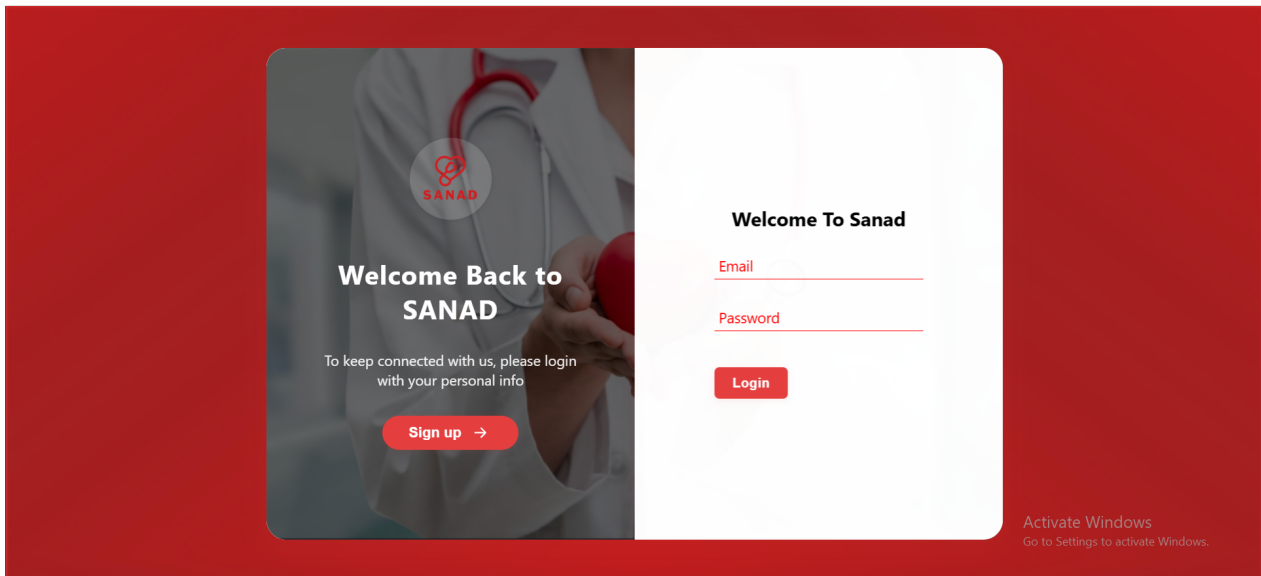 SANAD
Welcome Back to
SANAD
To keep connected with us, please login
with your personal info
Sign up →
Welcome To Sanad
Email
Password
Login
Activate Windows
Go to Settings to activate Windows.